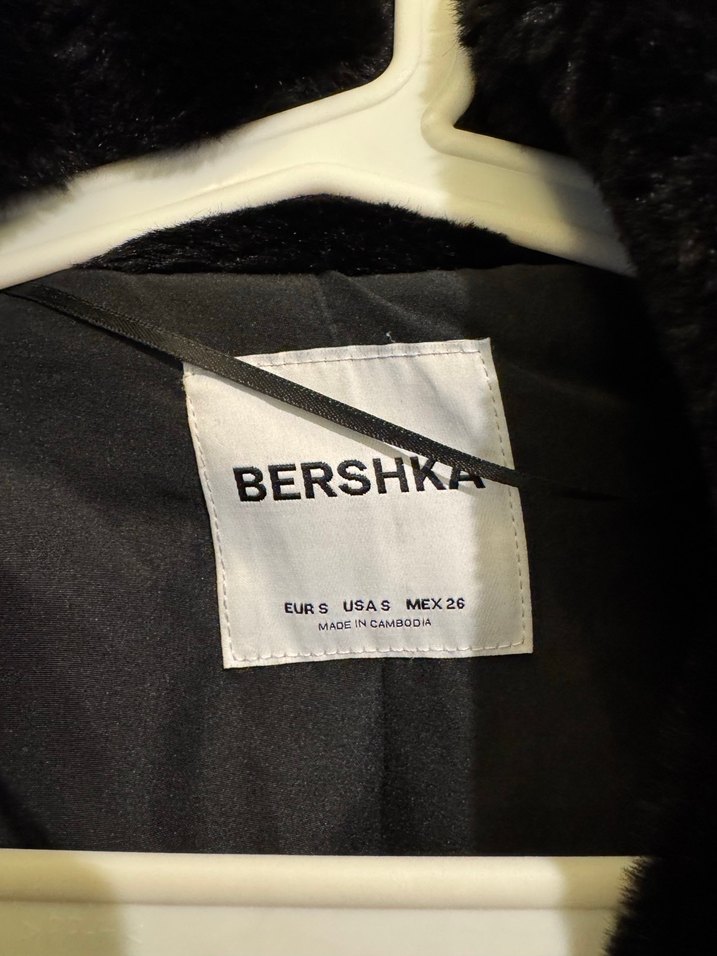 BERSHKA
EUR S USA S MEX 26
MADE IN CAMBODIA